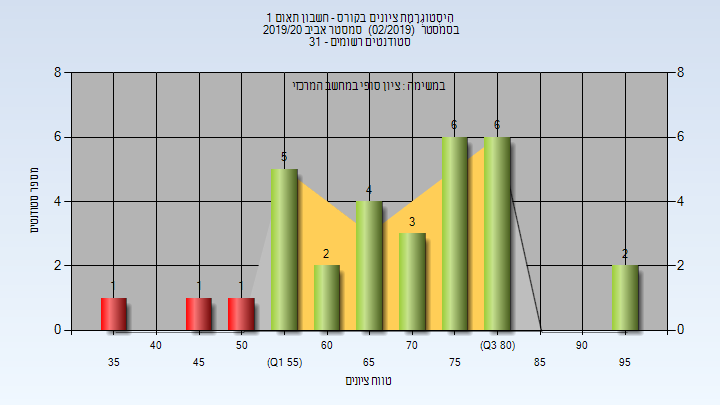 הִיסְטוֹגְרָמַת ציונים בקורס - חשבון תאום 1
בסמסטר (02/2019) סמסטר אביב 2019/20
סטודנטים רשומים - 31
במשימה : ציון סופי במחשב המרכזי
8 8
6 6
4 4
2 2
0 0
מספר סטודנטים
1 1 1 5 2 4 3 6 6 2
40 50 60 70 (Q3 80) 90
35 45 (Q1 55) 65 75 85 95
טווח ציונים